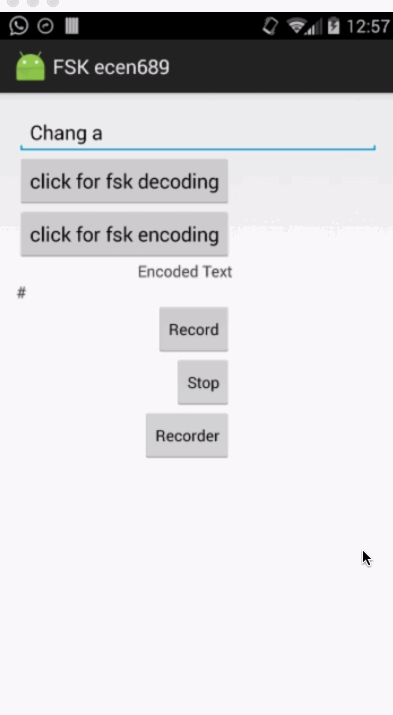 12:57
FSK ecen689
Chang a
click for fsk decoding
click for fsk encoding
Encoded Text
#
Record
Stop
Recorder